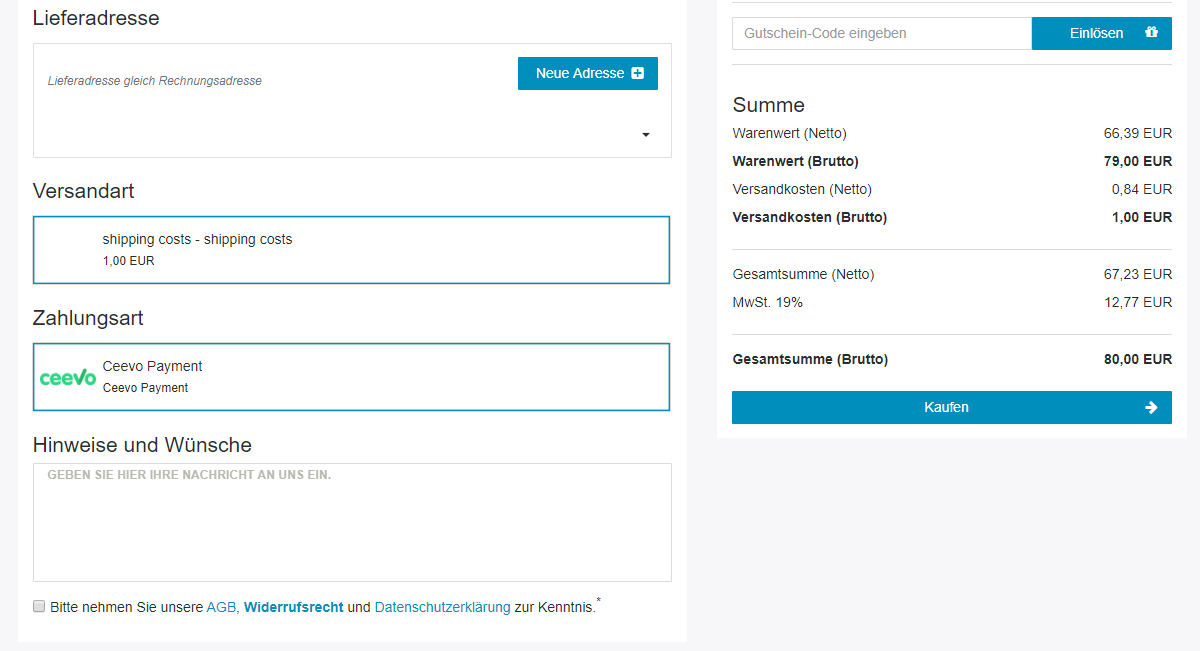 Lieferadresse
Lieferadresse gleich Rechnungsadresse
Neue Adresse
Versandart
shipping costs - shipping costs
1,00 EUR
Zahlungsart
ceevo
Ceevo Payment
Ceevo Payment
Hinweise und Wünsche
GEBEN SIE HIER IHRE NACHRICHT AN UNS EIN.
Bitte nehmen Sie unsere AGB, Widerrufsrecht und Datenschutzerklärung zur Kenntnis.*
Gutschein-Code eingeben
Einlösen
Summe
Warenwert (Netto) 66,39 EUR
Warenwert (Brutto) 79,00 EUR
Versandkosten (Netto) 0,84 EUR
Versandkosten (Brutto) 1,00 EUR
Gesamtsumme (Netto) 67,23 EUR
MwSt. 19% 12,77 EUR
Gesamtsumme (Brutto) 80,00 EUR
Kaufen